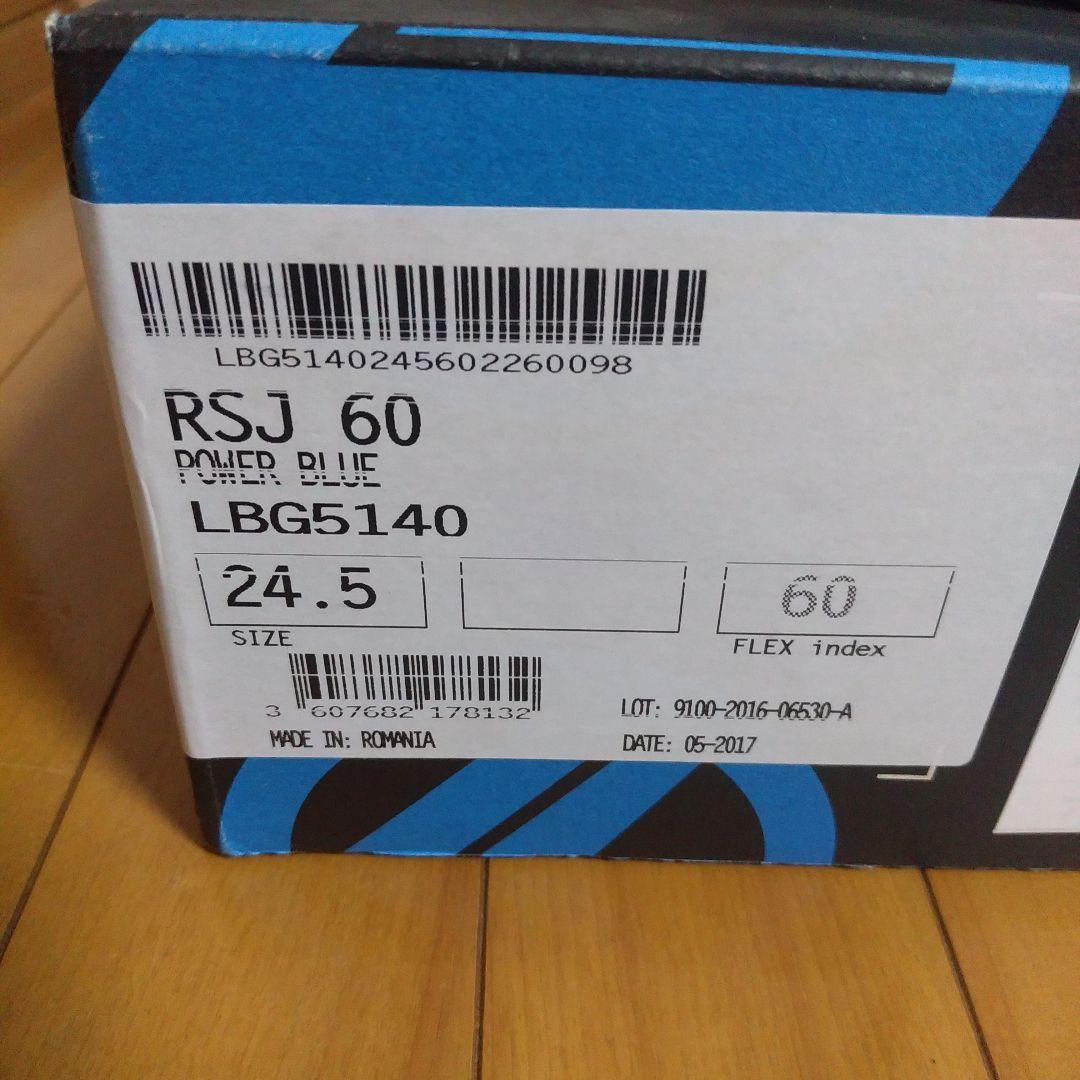 LBG5140245602260098
RSJ 60
POWER BLUE
LBG5140
24.5
60
SIZE
FLEX index
3 607682 178132
LOT: 9100-2016-06530-A
MADE IN: ROMANIA
DATE: 05-2017